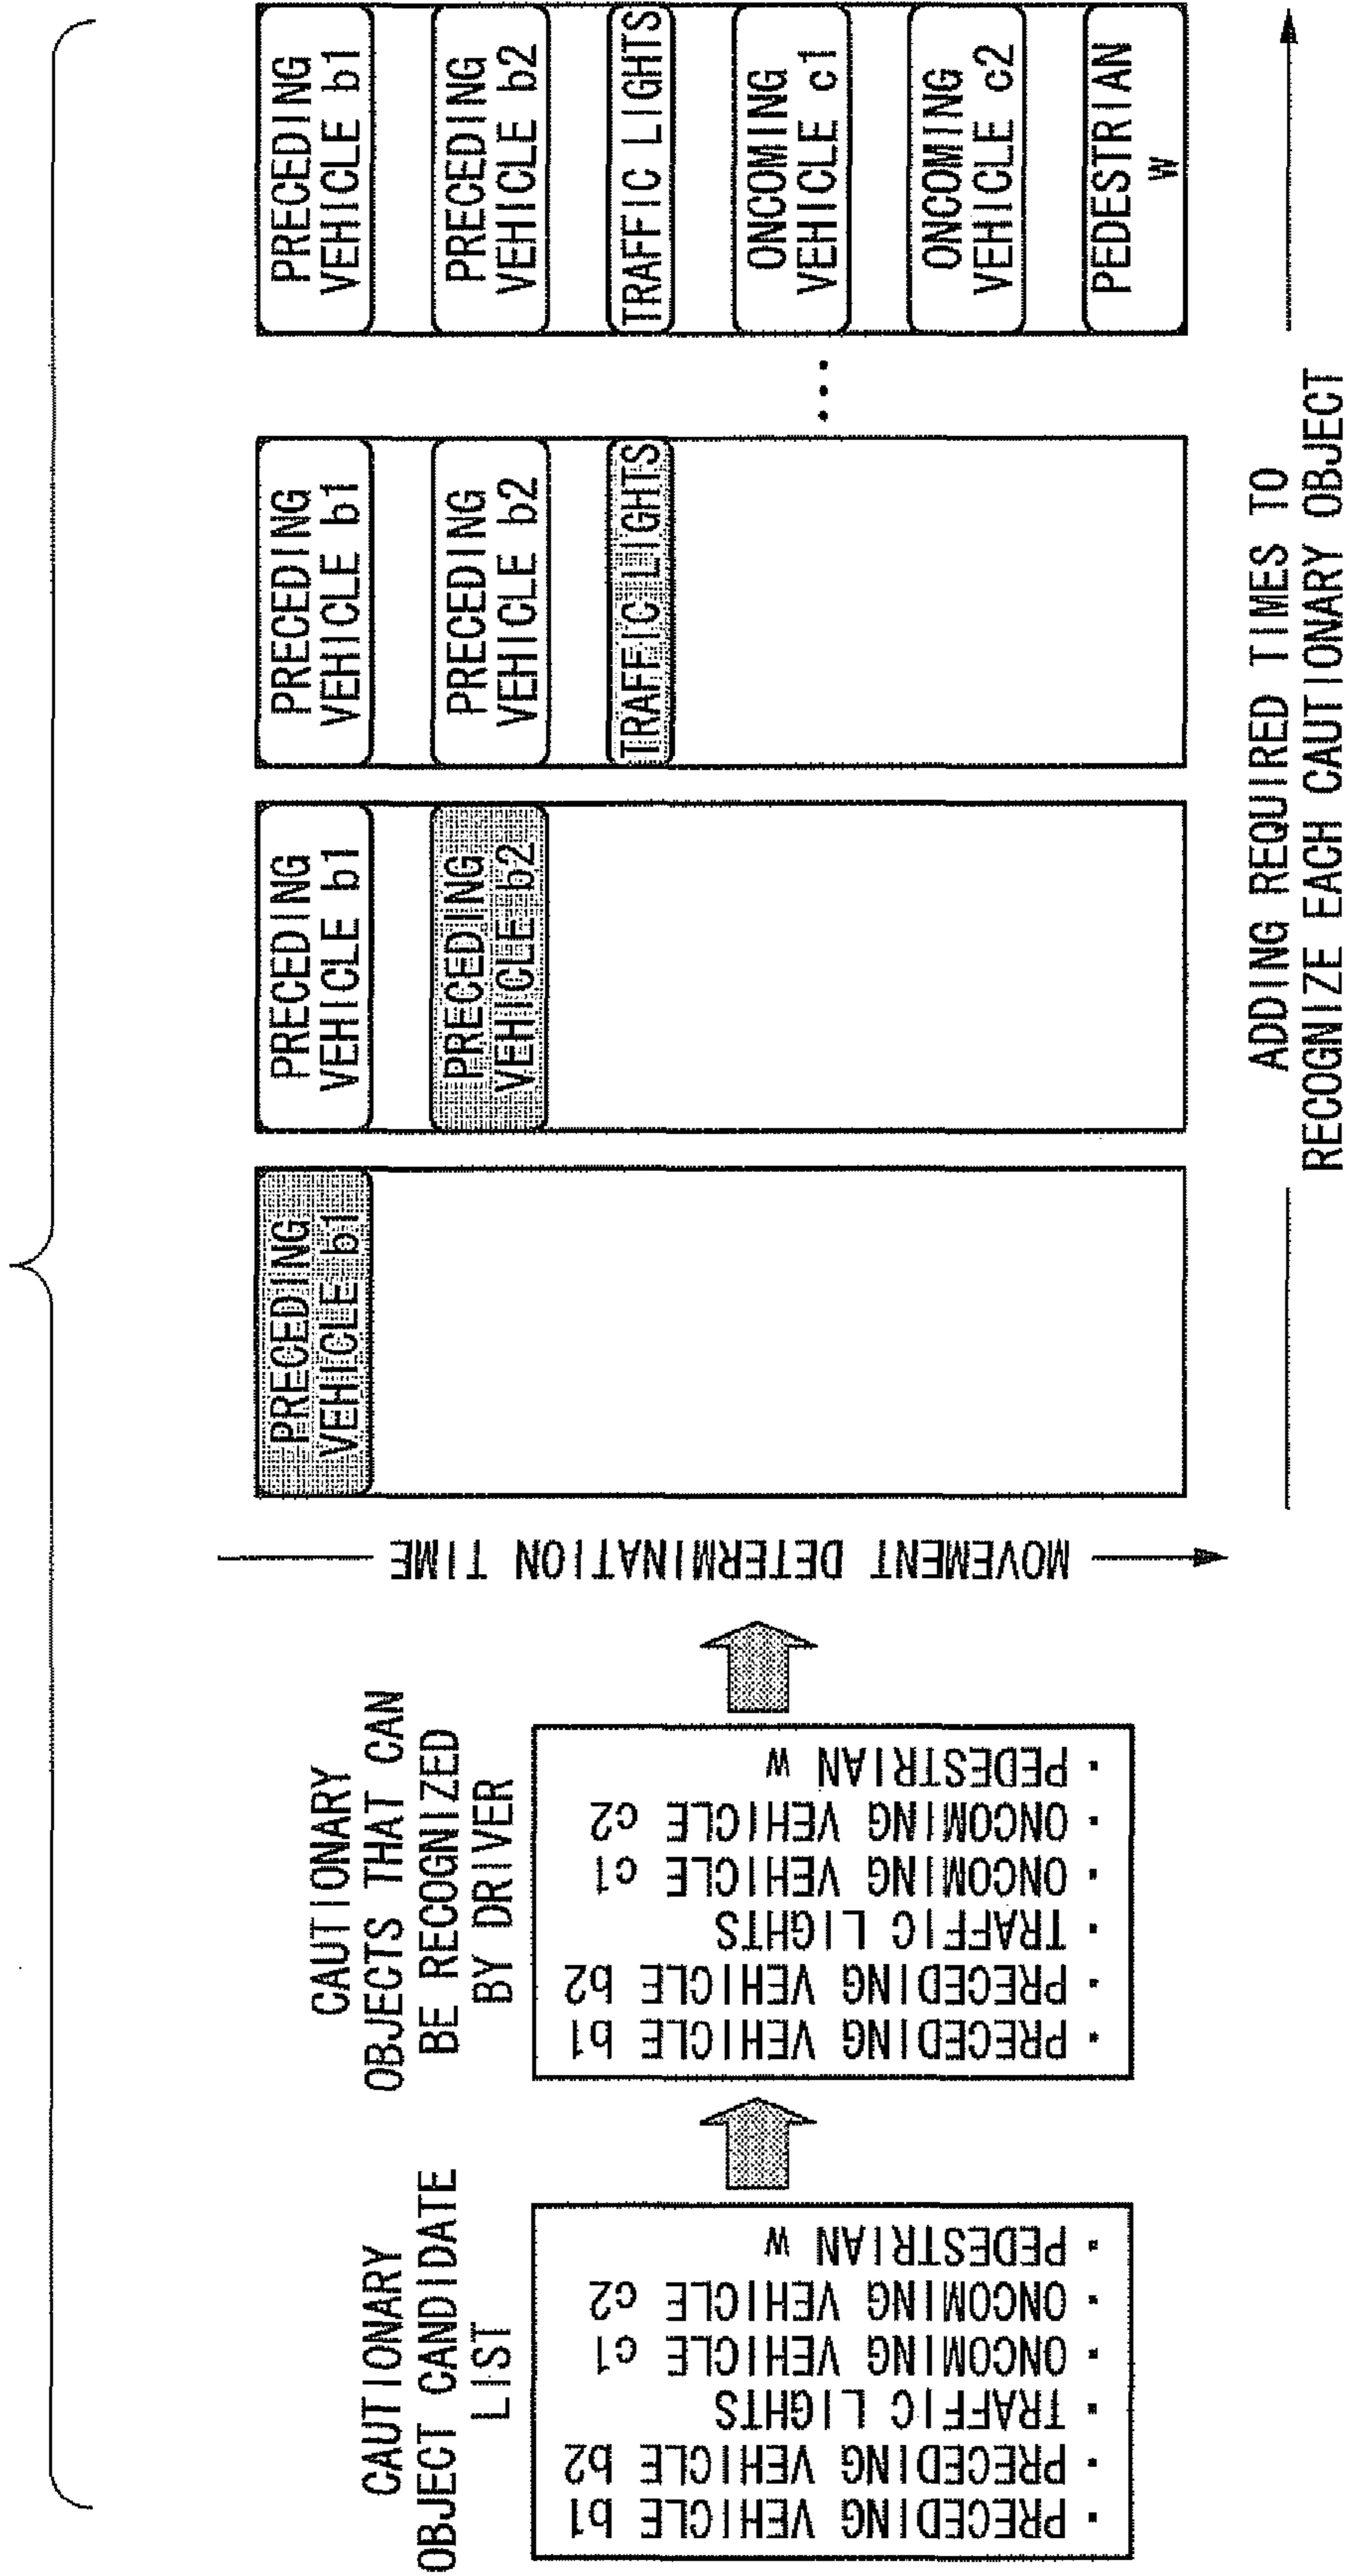 CAUTIONARY
OBJECT CANDIDATE
LIST
· PRECEDING VEHICLE b1
· PRECEDING VEHICLE b2
· TRAFFIC LIGHTS
· ONCOMING VEHICLE c1
· ONCOMING VEHICLE c2
· PEDESTRIAN w
CAUTIONARY
OBJECTS THAT CAN
BE RECOGNIZED
BY DRIVER
· PRECEDING VEHICLE b1
· PRECEDING VEHICLE b2
· TRAFFIC LIGHTS
· ONCOMING VEHICLE c1
· ONCOMING VEHICLE c2
· PEDESTRIAN w
MOVEMENT DETERMINATION TIME
PRECEDING
VEHICLE b1
PRECEDING
VEHICLE b1
PRECEDING
VEHICLE b2
PRECEDING
VEHICLE b1
PRECEDING
VEHICLE b2
TRAFFIC LIGHTS
...
PRECEDING
VEHICLE b1
PRECEDING
VEHICLE b2
TRAFFIC LIGHTS
ONCOMING
VEHICLE c1
ONCOMING
VEHICLE c2
PEDESTRIAN
w
ADDING REQUIRED TIMES TO
RECOGNIZE EACH CAUTIONARY OBJECT